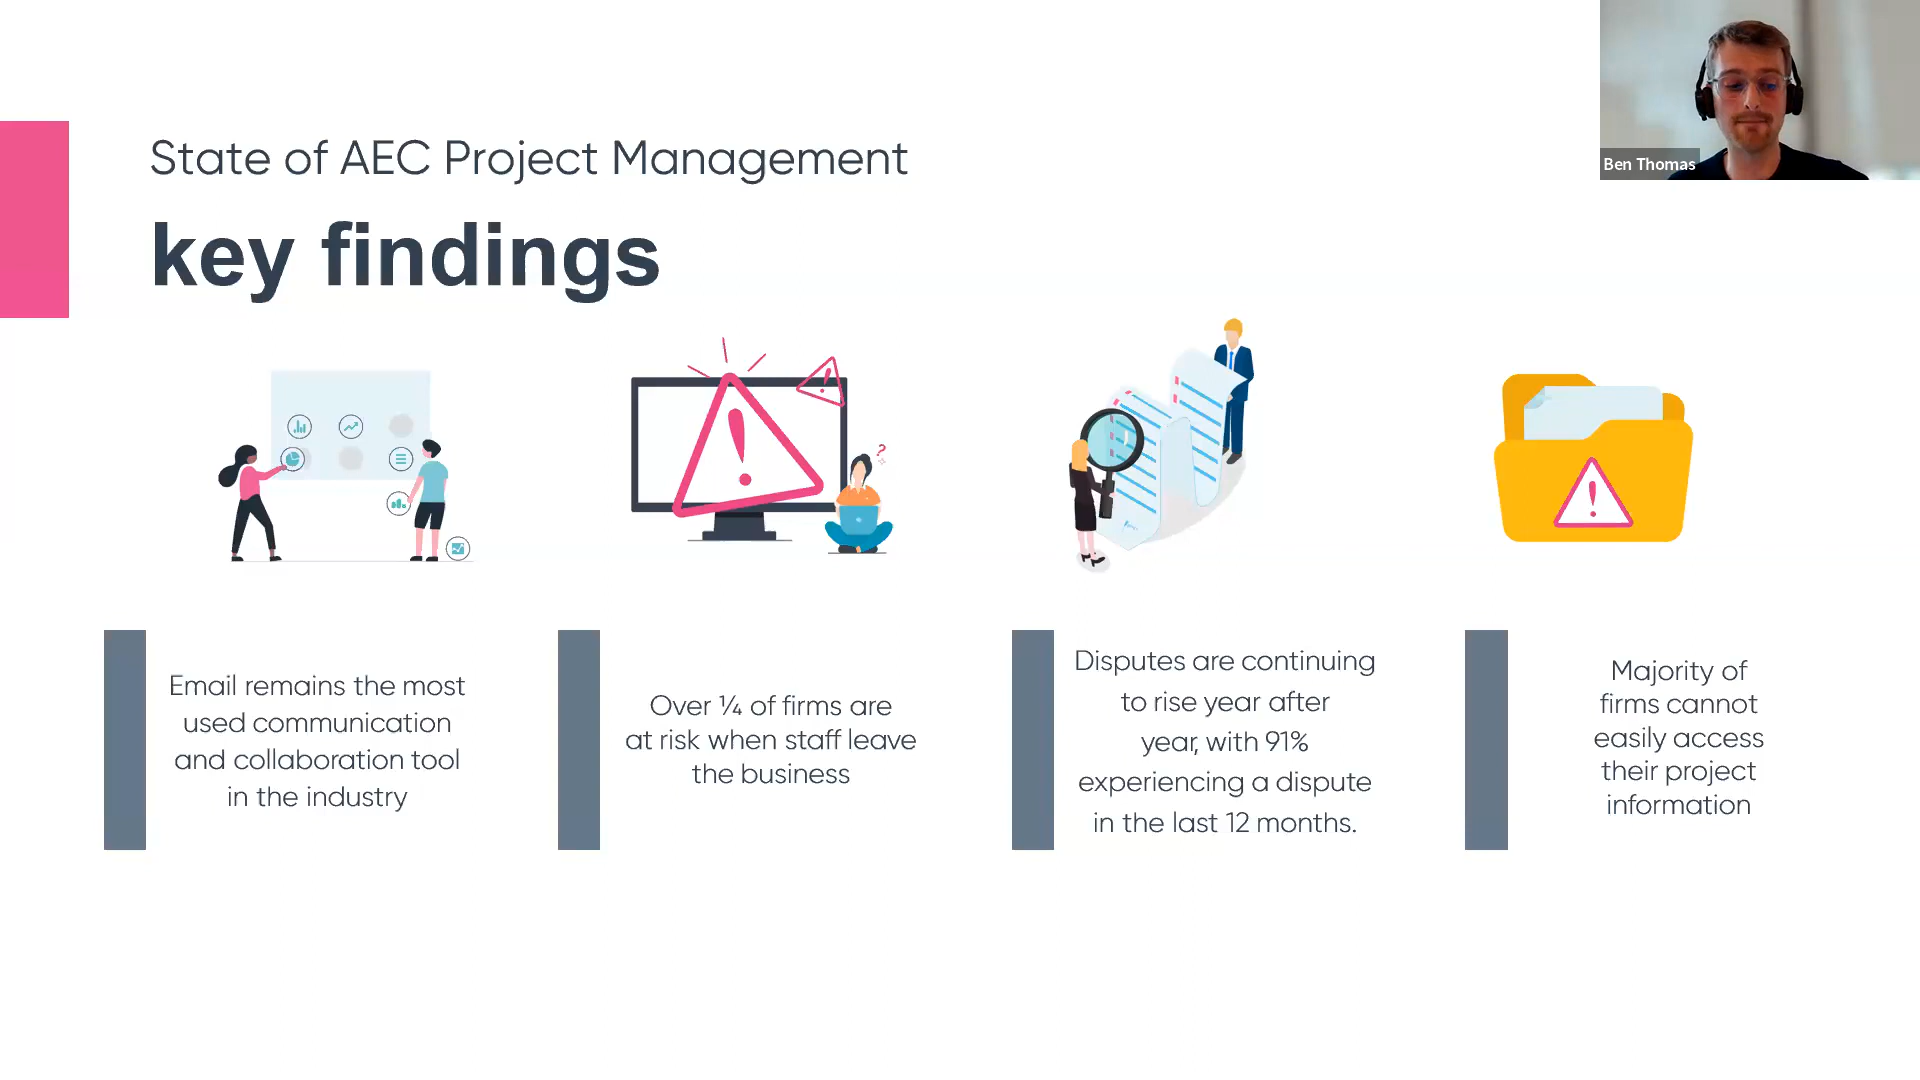 Ben Thomas
State of AEC Project Management
key findings
Email remains the most
used communication
and collaboration tool
in the industry
Over ¼ of firms are
at risk when staff leave
the business
Disputes are continuing
to rise year after
year, with 91%
experiencing a dispute
in the last 12 months.
Majority of
firms cannot
easily access
their project
information